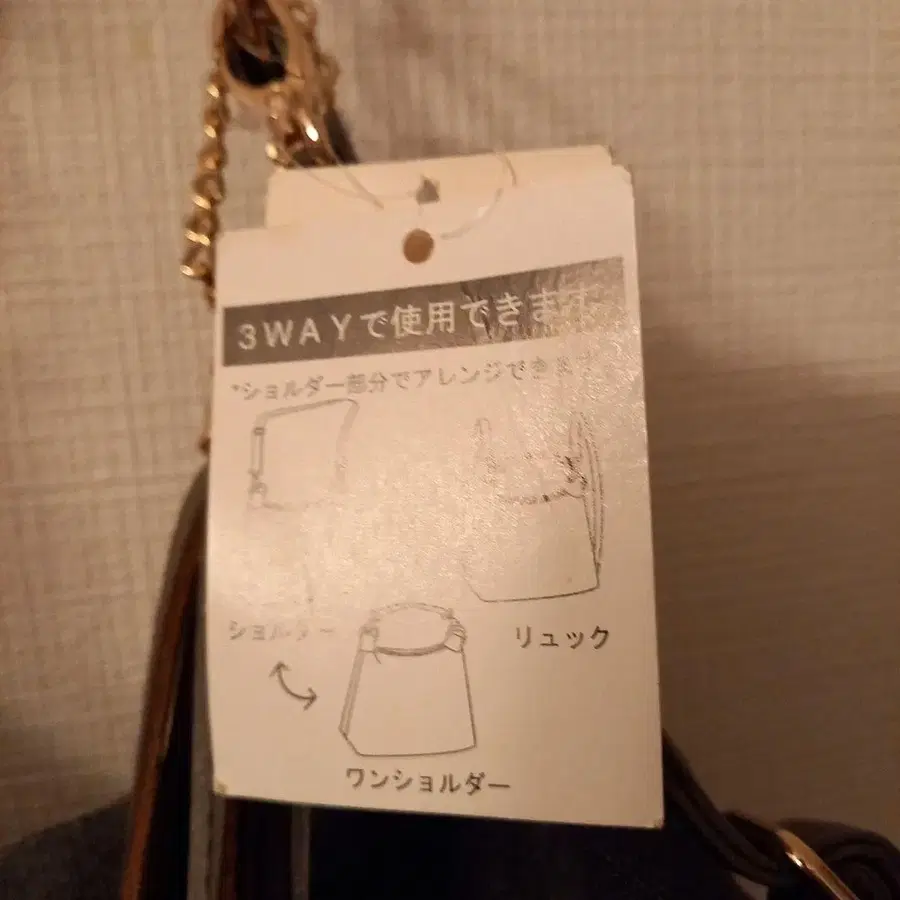 3WAYで使用できます
*ショルダー部分でアレンジできます
ショルダー
リュック
ワンショルダー